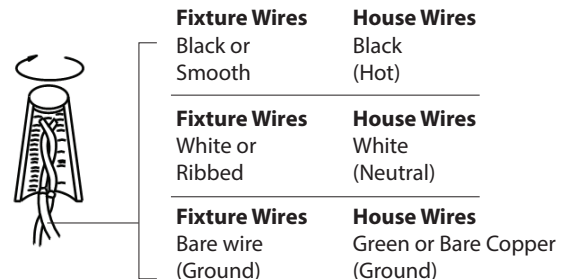 Fixture Wires House Wires
Black or Black
Smooth (Hot)
Fixture Wires House Wires
White or White
Ribbed (Neutral)
Fixture Wires House Wires
Bare wire Green or Bare Copper
(Ground) (Ground)